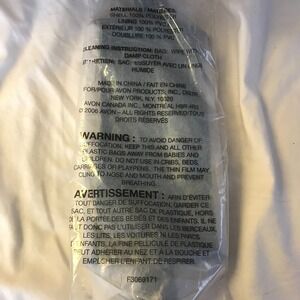 MATERIALS / MATIÈRES
SHELL 100% POLYESTER
LINING 100% PVC
EXTÉRIEUR 100% POLYESTER
DOUBLURE 100% PVC
CLEANING INSTRUCTION: BAG: WIPE WITH
DAMP CLOTH
ENTRETIEN: SAC: ESSUYER AVEC UN LINGE
HUMIDE
MADE IN CHINA / FAIT EN CHINE
FOR/POUR AVON PRODUCTS, INC., DIST.
NEW YORK, N.Y. 10020
AVON CANADA INC., MONTREAL H9R
© 2006 AVON - ALL RIGHTS RESERVED/TOUS
DROITS RÉSERVÉS
WARNING : TO AVOID DANGER OF
SUFFOCATION, KEEP THIS AND ALL OTHER
PLASTIC BAGS AWAY FROM BABIES AND
CHILDREN. DO NOT USE IN CRIBS, BEDS,
CARRIAGES OR PLAYPENS. THE THIN FILM MAY
CLING TO NOSE AND MOUTH AND PREVENT
BREATHING.
AVERTISSEMENT : AFIN D'ÉVITER
TOUT DANGER DE SUFFOCATION, GARDER CE
SAC, ET TOUT AUTRE SAC DE PLASTIQUE, HORS
DE LA PORTÉE DES BÉBÉS ET DES ENFANTS. IL NE
FAUT DONC PAS L'UTILISER DANS LES BERCEAUX,
LES LITS, LES VOITURES NI LES PARCS
D'ENFANTS. LA FINE PELLICULE DE PLASTIQUE
PEUT ADHÉRER AU NEZ ET À LA BOUCHE ET
EMPÊCHER L'ENFANT DE RESPIRER.
F3069171